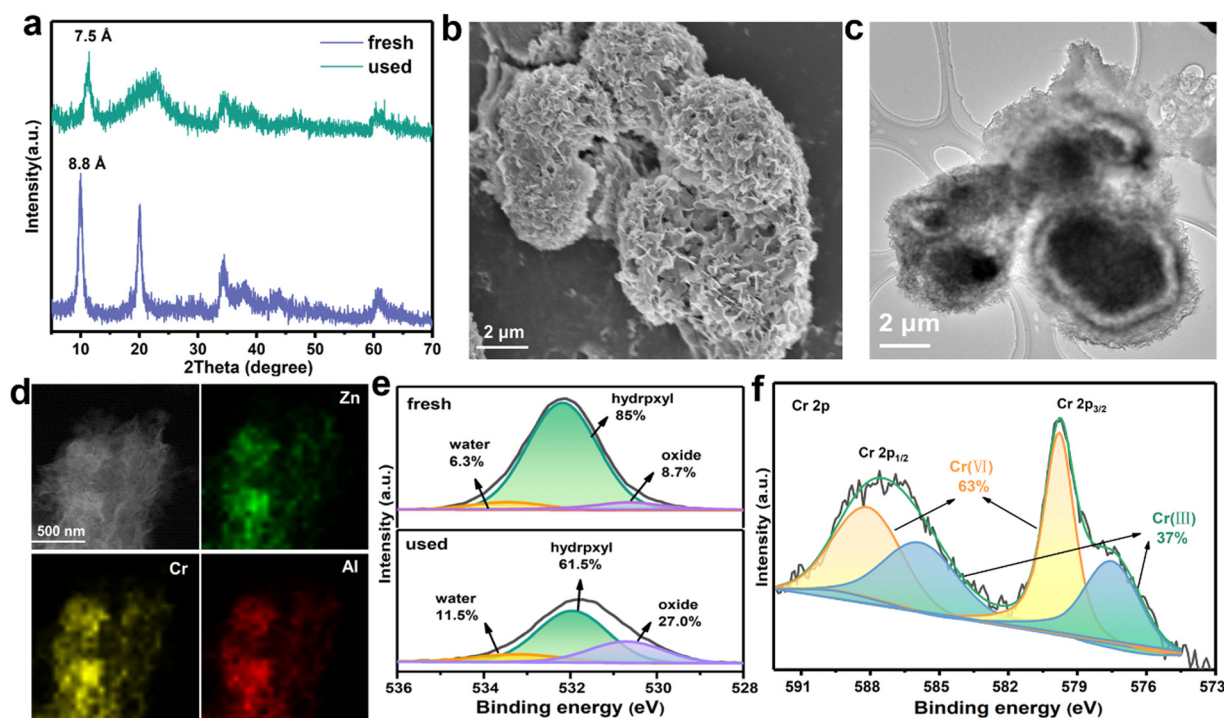 a
7.5 Å
fresh
used
8.8 Å
Intensity(a.u.)
10 20 30 40 50 60 70
2Theta (degree)
b
2 μm
c
2 μm
d
500 nm
Zn
Cr
Al
e
fresh
hydrpxyl
85%
water
6.3%
oxide
8.7%
used
hydrpxyl
61.5%
water
11.5%
oxide
27.0%
Intensity (a.u.)
536 534 532 530 528
Binding energy (eV)
f
Cr 2p
Cr 2p3/2
Cr 2p1/2
Cr(Ⅵ)
63%
Cr(Ⅲ)
37%
Intensity (a.u.)
591 588 585 582 579 576 573
Binding energy (eV)